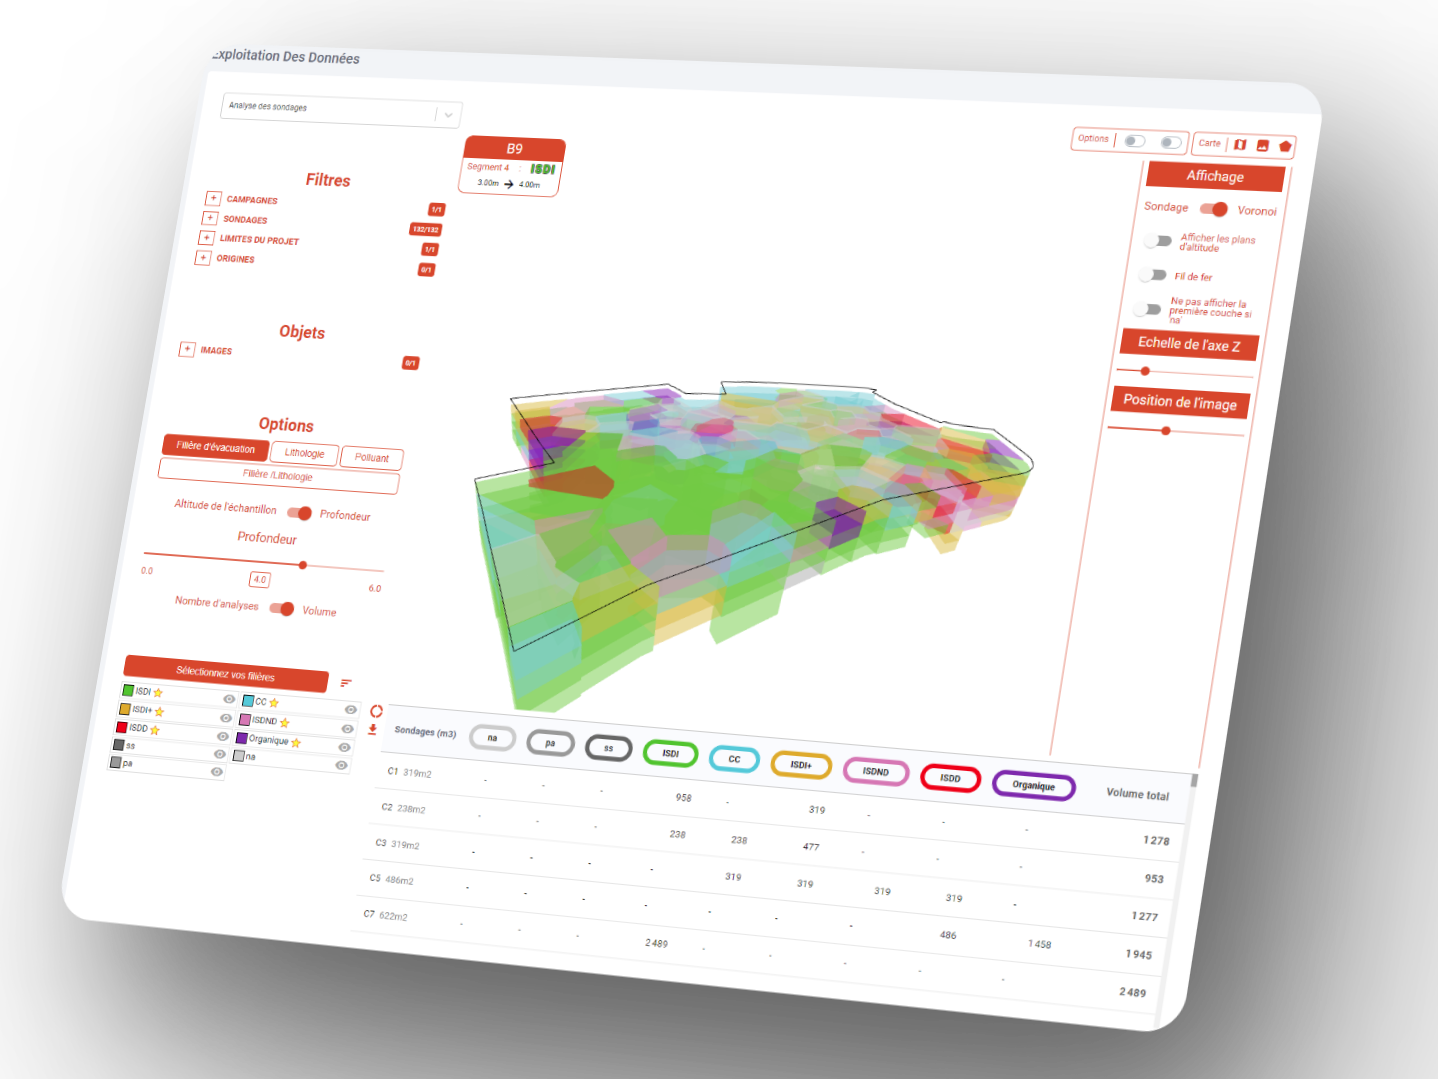 Exploitation Des Données
Analyse des sondages
B9
Segment 4 : ISDI
3.00m → 4.00m
Options
Carte
Filtres
+ CAMPAGNES 1/1
+ SONDAGES 132/132
+ LIMITES DU PROJET 1/1
+ ORIGINES 0/1
Objets
+ IMAGES 0/1
Options
Filière d'évacuation Lithologie Polluant
Filière /Lithologie
Altitude de l'échantillon Profondeur
Profondeur
0.0 4.0 6.0
Nombre d'analyses Volume
Sélectionnez vos filières
ISDI CC
ISDI+ ISDND
ISDD Organique
ss na
pa
Affichage
Sondage Voronoi
Afficher les plans
d'altitude
Fil de fer
Ne pas afficher la
première couche si
na'
Echelle de l'axe Z
Position de l'image
Sondages (m3) na pa ss ISDI CC ISDI+ ISDND ISDD Organique Volume total
C1 319m2 - - - 958 - 319 - - - 1 278
C2 238m2 - - - 238 238 477 - - - 953
C3 319m2 - - - - 319 319 319 319 - 1 277
C5 486m2 - - - - - - - 486 1 458 1 945
C7 622m2 - - - 2 489 - - - - - 2 489